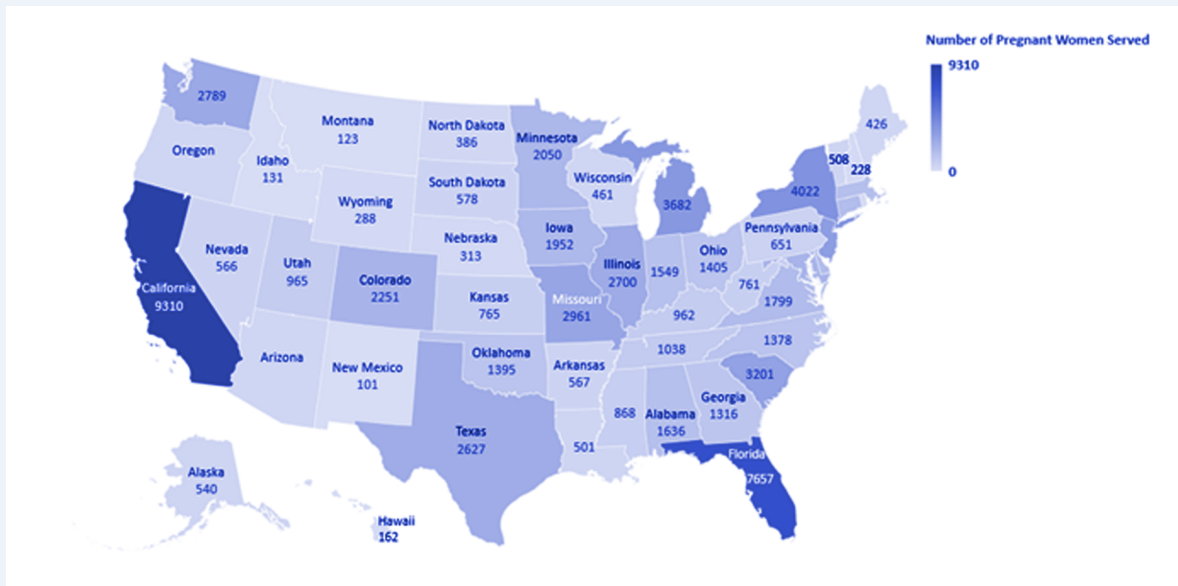 Number of Pregnant Women Served
9310
0
2789
Oregon
Idaho
131
Montana
123
North Dakota
386
Minnesota
2050
South Dakota
578
Wisconsin
461
Wyoming
288
Nebraska
313
Iowa
1952
Nevada
566
Utah
965
Colorado
2251
California
9310
Kansas
765
Missouri
2961
Illinois
2700
1549
Ohio
1405
3682
Pennsylvania
651
4022
508
228
426
761
1799
962
1378
1038
3201
Arizona
New Mexico
101
Oklahoma
1395
Arkansas
567
Texas
2627
501
868
Alabama
1636
Georgia
1316
Florida
7657
Alaska
540
Hawaii
162